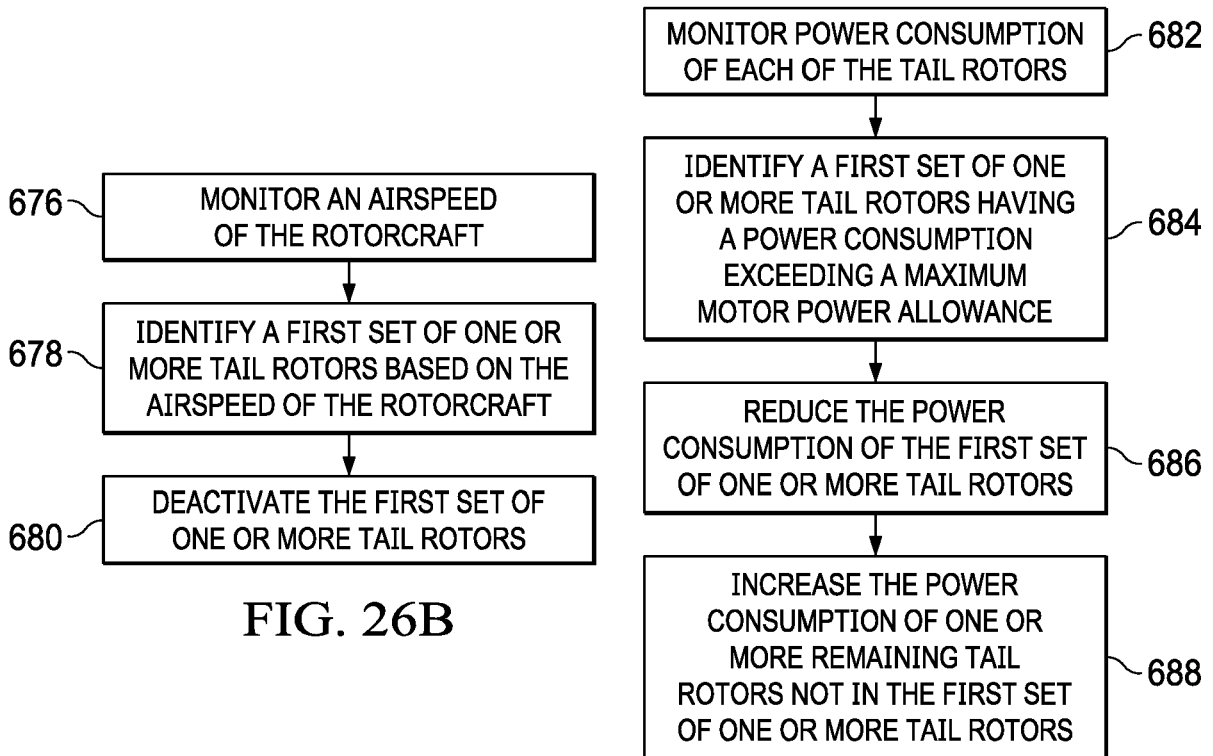 676
MONITOR AN AIRSPEED
OF THE ROTORCRAFT
678
IDENTIFY A FIRST SET OF ONE OR
MORE TAIL ROTORS BASED ON THE
AIRSPEED OF THE ROTORCRAFT
680
DEACTIVATE THE FIRST SET OF
ONE OR MORE TAIL ROTORS
FIG. 26B
MONITOR POWER CONSUMPTION
OF EACH OF THE TAIL ROTORS
682
IDENTIFY A FIRST SET OF ONE
OR MORE TAIL ROTORS HAVING
A POWER CONSUMPTION
EXCEEDING A MAXIMUM
MOTOR POWER ALLOWANCE
684
REDUCE THE POWER
CONSUMPTION OF THE FIRST SET
OF ONE OR MORE TAIL ROTORS
686
INCREASE THE POWER
CONSUMPTION OF ONE OR
MORE REMAINING TAIL
ROTORS NOT IN THE FIRST SET
OF ONE OR MORE TAIL ROTORS
688